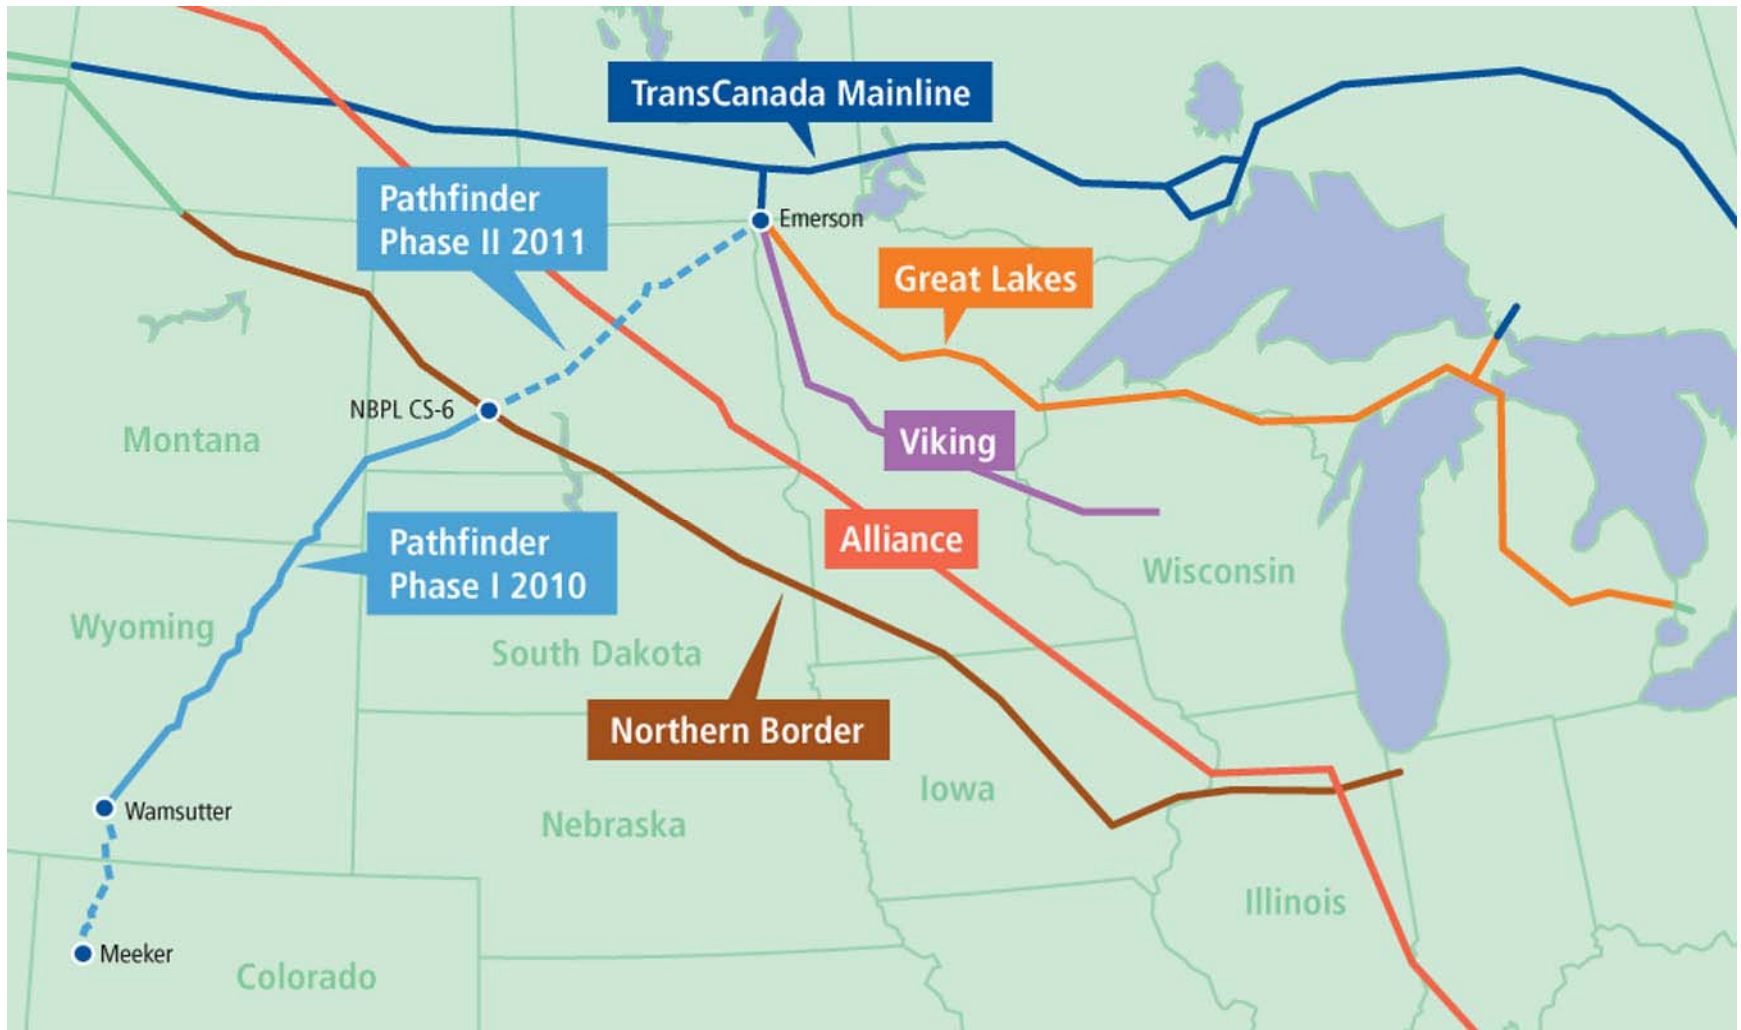 TransCanada Mainline
Pathfinder
Phase II 2011
Emerson
Great Lakes
NBPL CS-6
Montana
Viking
Alliance
Pathfinder
Phase I 2010
Wisconsin
Wyoming
South Dakota
Northern Border
Iowa
Wamsutter
Nebraska
Illinois
Meeker
Colorado